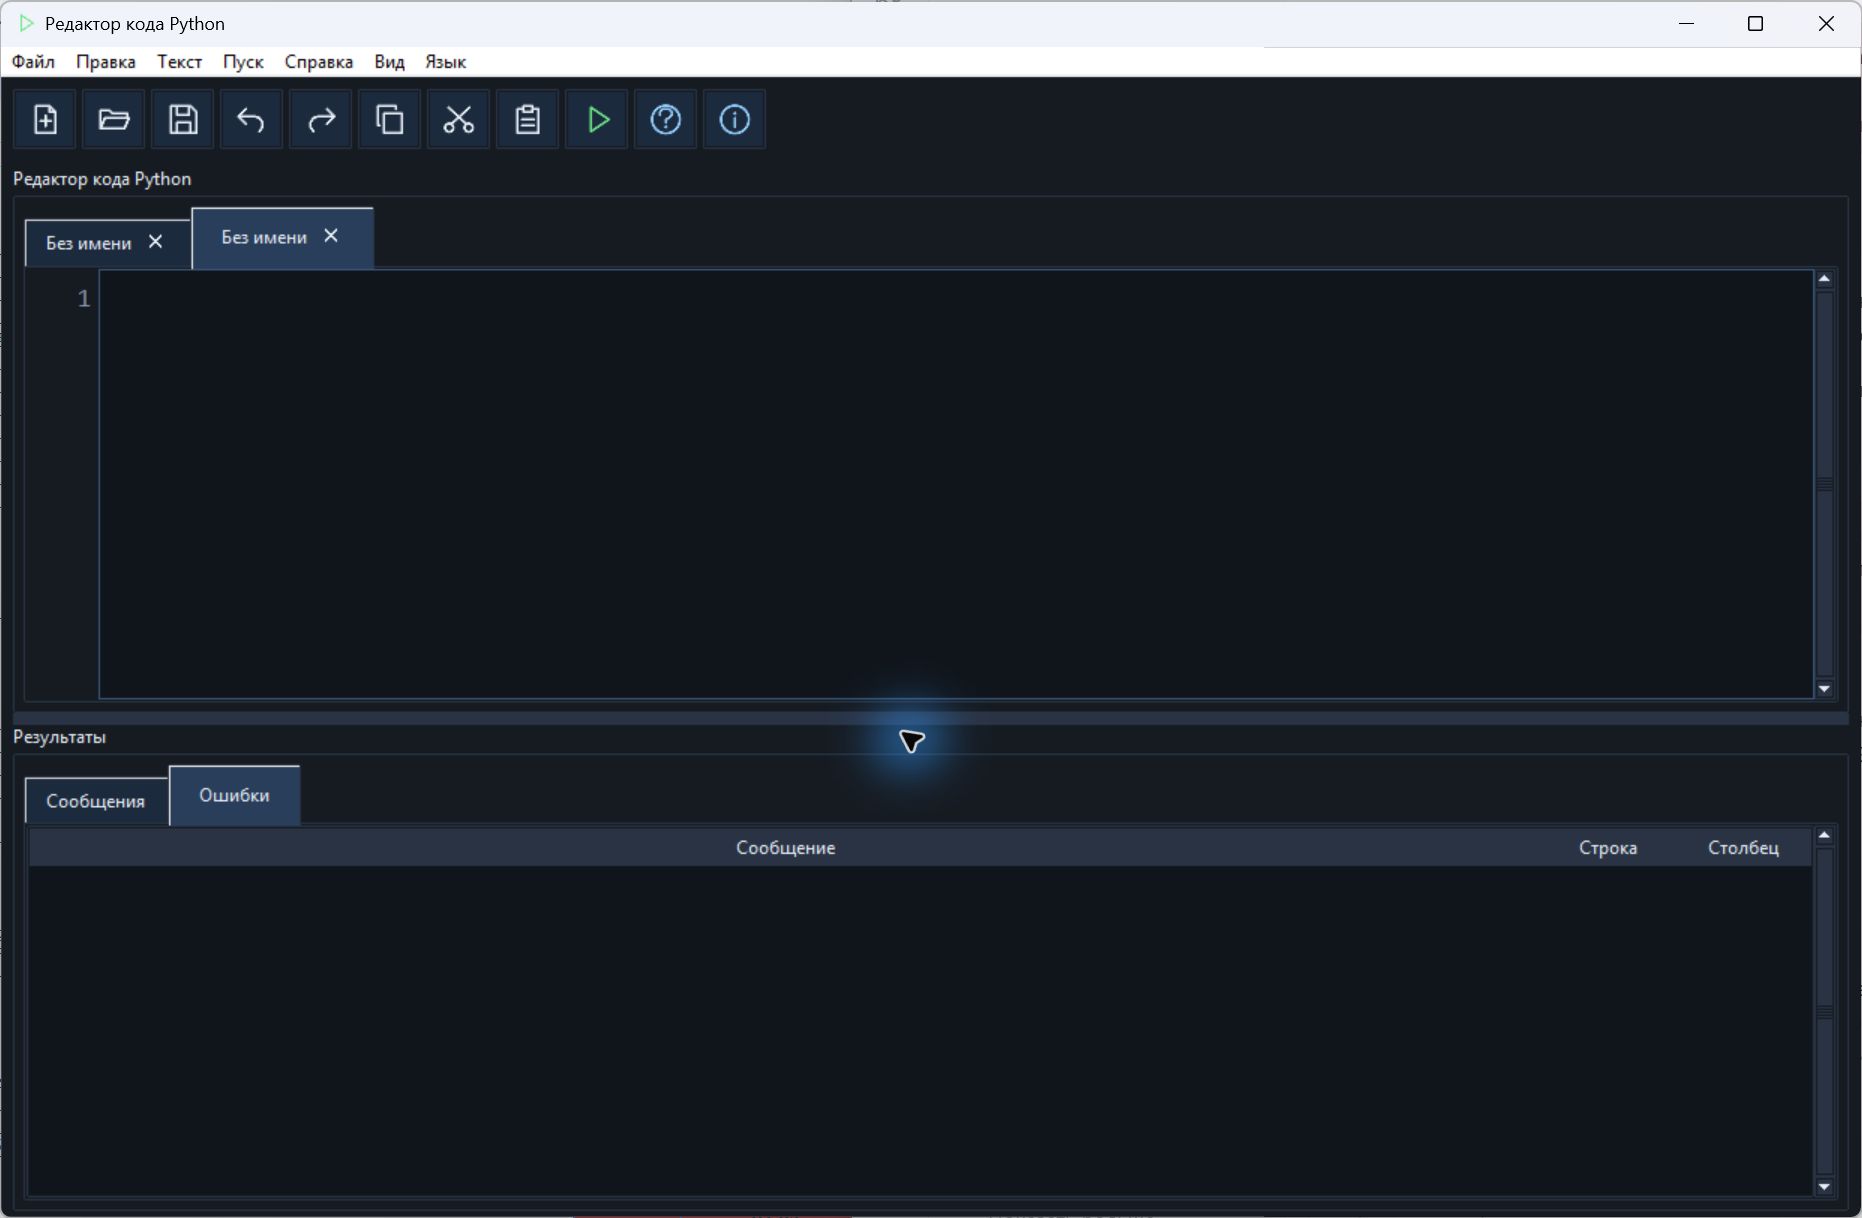 Редактор кода Python
Файл Правка Текст Пуск Справка Вид Язык
Редактор кода Python
Без имени Без имени
1
Результаты
Сообщения Ошибки
Сообщение Строка Столбец